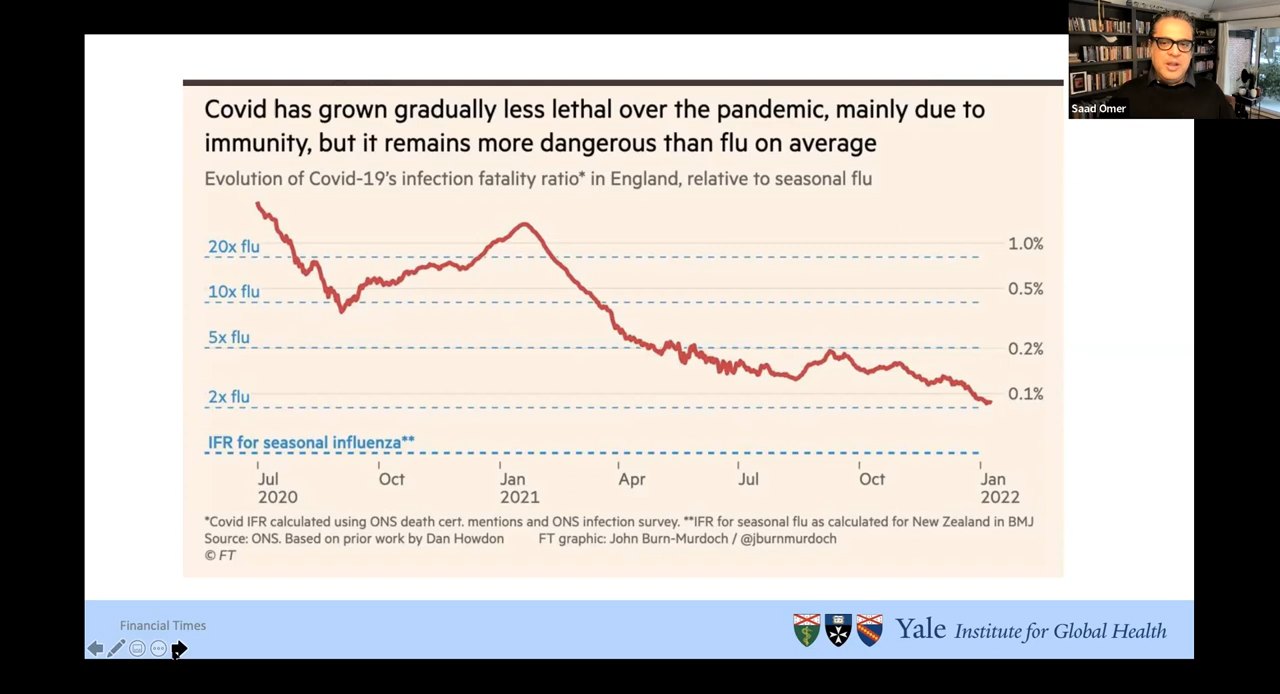 Saad Omer
Covid has grown gradually less lethal over the pandemic, mainly due to
immunity, but it remains more dangerous than flu on average
Evolution of Covid-19's infection fatality ratio* in England, relative to seasonal flu
20x flu
1.0%
10x flu
0.5%
5x flu
0.2%
2x flu
0.1%
IFR for seasonal influenza**
Jul Oct Jan Apr Jul Oct Jan
2020 2021 2022
*Covid IFR calculated using ONS death cert. mentions and ONS infection survey. **IFR for seasonal flu as calculated for New Zealand in BMJ
Source: ONS. Based on prior work by Dan Howdon FT graphic: John Burn-Murdoch / @jburnmurdoch
© FT
Financial Times
Yale Institute for Global Health